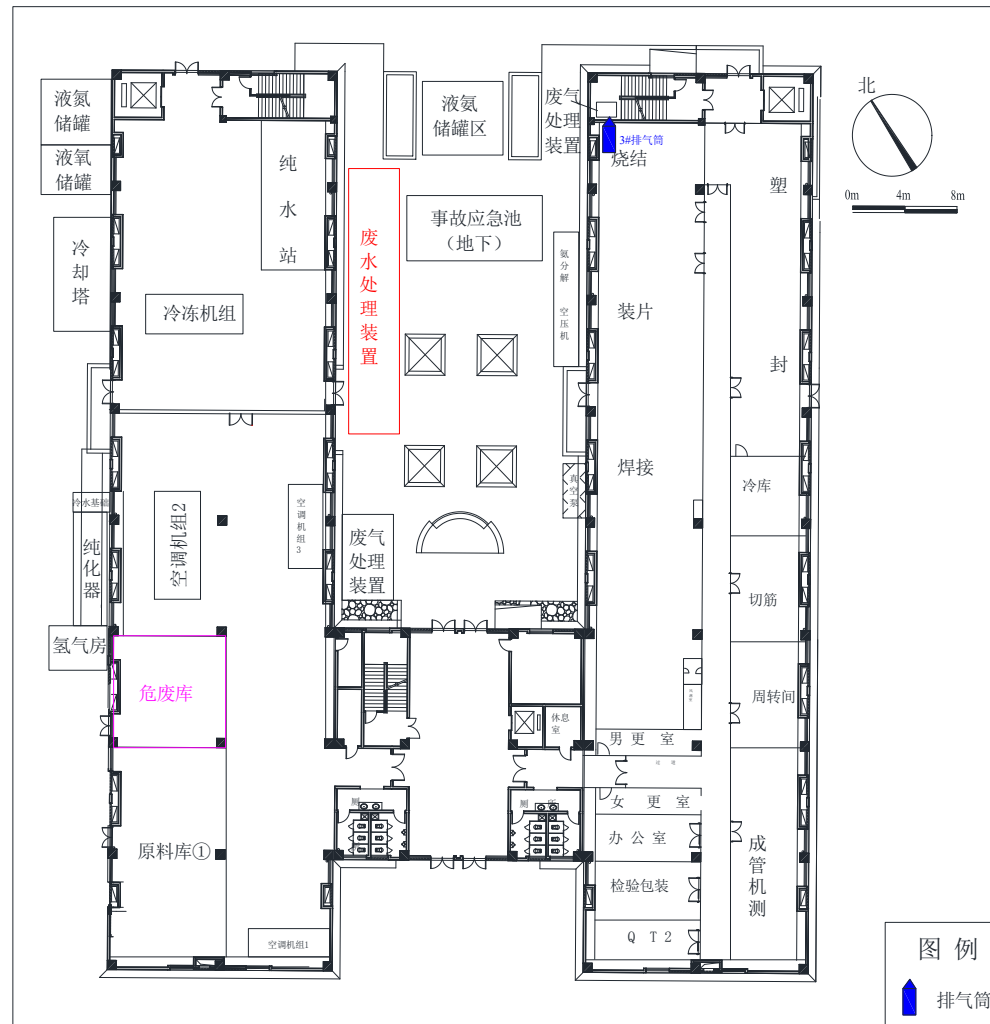 液氮
储罐
液氧
储罐
冷
却
塔
纯
水
站
冷冻机组
液氨
储罐区
废气
处理
装置
3#排气筒
烧结
塑
封
北
0m 4m 8m
废
水
处
理
装
置
事故应急池
（地下）
氨
分
解
空
压
机
装片
焊接
真
空
泵
冷库
切筋
周转间
空调机组2
空
调
机
组
3
冷水基础
纯
化
器
氢气房
废气
处理
装置
危废库
原料库①
空调机组1
休息
室
厕
厕 所
男更室
女更室
办公室
检验包装
QT2
成
管
机
测
图例
排气筒